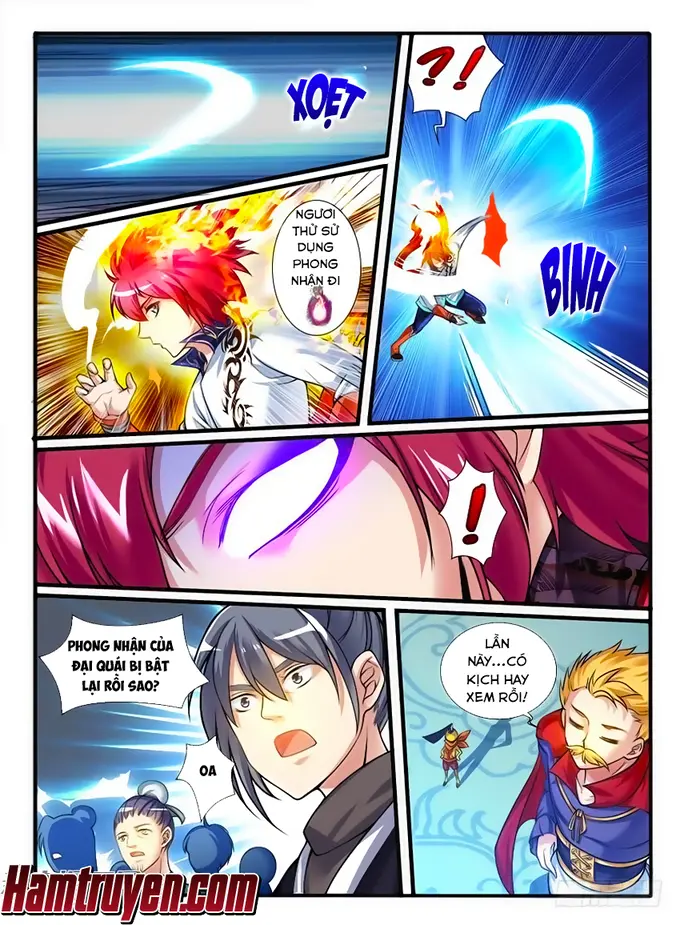 XOẸT
?!
BINH
NGƯƠI
THỬ SỬ
DỤNG
PHONG
NHẬN ĐI
!
!
PHONG NHẬN CỦA
ĐẠI QUÁI BỊ BẬT
LẠI RỒI SAO?
OA
LẦN
NÀY...CÓ
KỊCH HAY
XEM RỒI!
Hamtruyen.com